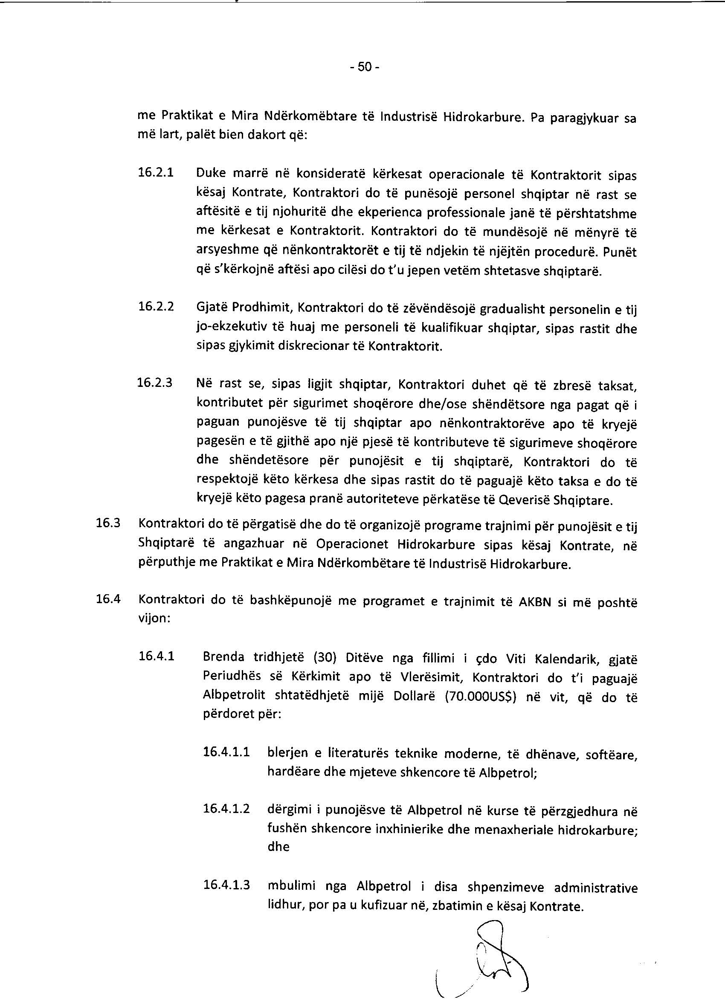 - 50 -
me Praktikat e Mira Ndërkomëbtare të Industrisë Hidrokarbure. Pa paragjykuar sa
më lart, palët bien dakort që:
16.2.1 Duke marrë në konsideratë kërkesat operacionale të Kontraktorit sipas
kësaj Kontrate, Kontraktori do të punësojë personel shqiptar në rast se
aftësitë e tij njohuritë dhe ekperienca professionale janë të përshtatshme
me kërkesat e Kontraktorit. Kontraktori do të mundësojë në mënyrë të
arsyeshme që nënkontraktorët e tij të ndjekin të njëjtën procedurë. Punët
që s'kërkojnë aftësi apo cilësi do t'u jepen vetëm shtetasve shqiptarë.
16.2.2 Gjatë Prodhimit, Kontraktori do të zëvëndësojë gradualisht personelin e tij
jo-ekzekutiv të huaj me personeli të kualifikuar shqiptar, sipas rastit dhe
sipas gjykimit diskrecionar të Kontraktorit.
16.2.3 Në rast se, sipas ligjit shqiptar, Kontraktori duhet që të zbresë taksat,
kontributet për sigurimet shoqërore dhe/ose shëndëtsore nga pagat që i
paguan punojësve të tij shqiptar apo nënkontraktorëve apo të kryejë
pagesën e të gjithë apo një pjesë të kontributeve të sigurimeve shoqërore
dhe shëndetësore për punojësit e tij shqiptarë, Kontraktori do të
respektojë këto kërkesa dhe sipas rastit do të paguajë këto taksa e do të
kryejë këto pagesa pranë autoriteteve përkatëse të Qeverisë Shqiptare.
16.3 Kontraktori do të përgatisë dhe do të organizojë programe trajnimi për punojësit e tij
Shqiptarë të angazhuar në Operacionet Hidrokarbure sipas kësaj Kontrate, në
përputhje me Praktikat e Mira Ndërkombëtare të Industrisë Hidrokarbure.
16.4 Kontraktori do të bashkëpunojë me programet e trajnimit të AKBN si më poshtë
vijon:
16.4.1 Brenda tridhjetë (30) Ditëve nga fillimi i çdo Viti Kalendarik, gjatë
Periudhës së Kërkimit apo të Vlerësimit, Kontraktori do t'i paguajë
Albpetrolit shtatëdhjetë mijë Dollarë (70.000US$) në vit, që do të
përdoret për:
16.4.1.1 blerjen e literaturës teknike moderne, të dhënave, softëare,
hardëare dhe mjeteve shkencore të Albpetrol;
16.4.1.2 dërgimi i punojësve të Albpetrol në kurse të përzgjedhura në
fushën shkencore inxhinierike dhe menaxheriale hidrokarbure;
dhe
16.4.1.3 mbulimi nga Albpetrol i disa shpenzimeve administrative
lidhur, por pa u kufizuar në, zbatimin e kësaj Kontrate.